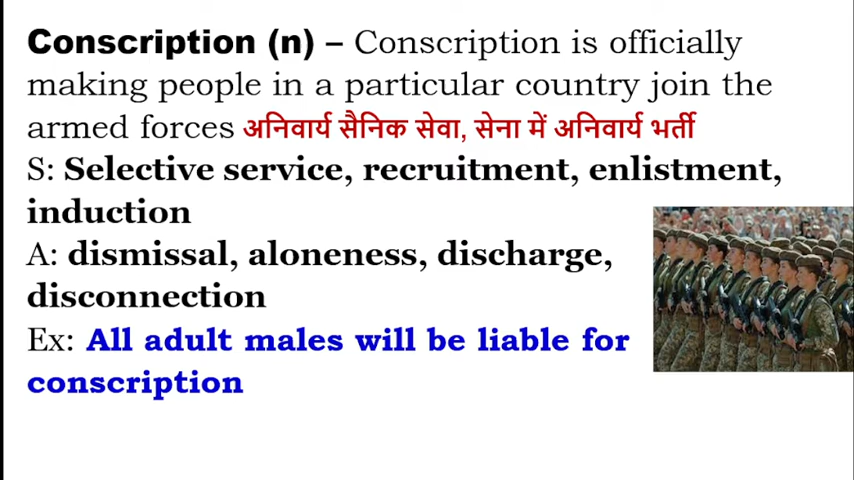 Conscription (n) – Conscription is officially
making people in a particular country join the
armed forces अनिवार्य सैनिक सेवा, सेना में अनिवार्य भर्ती
S: Selective service, recruitment, enlistment,
induction
A: dismissal, aloneness, discharge,
disconnection
Ex: All adult males will be liable for
conscription